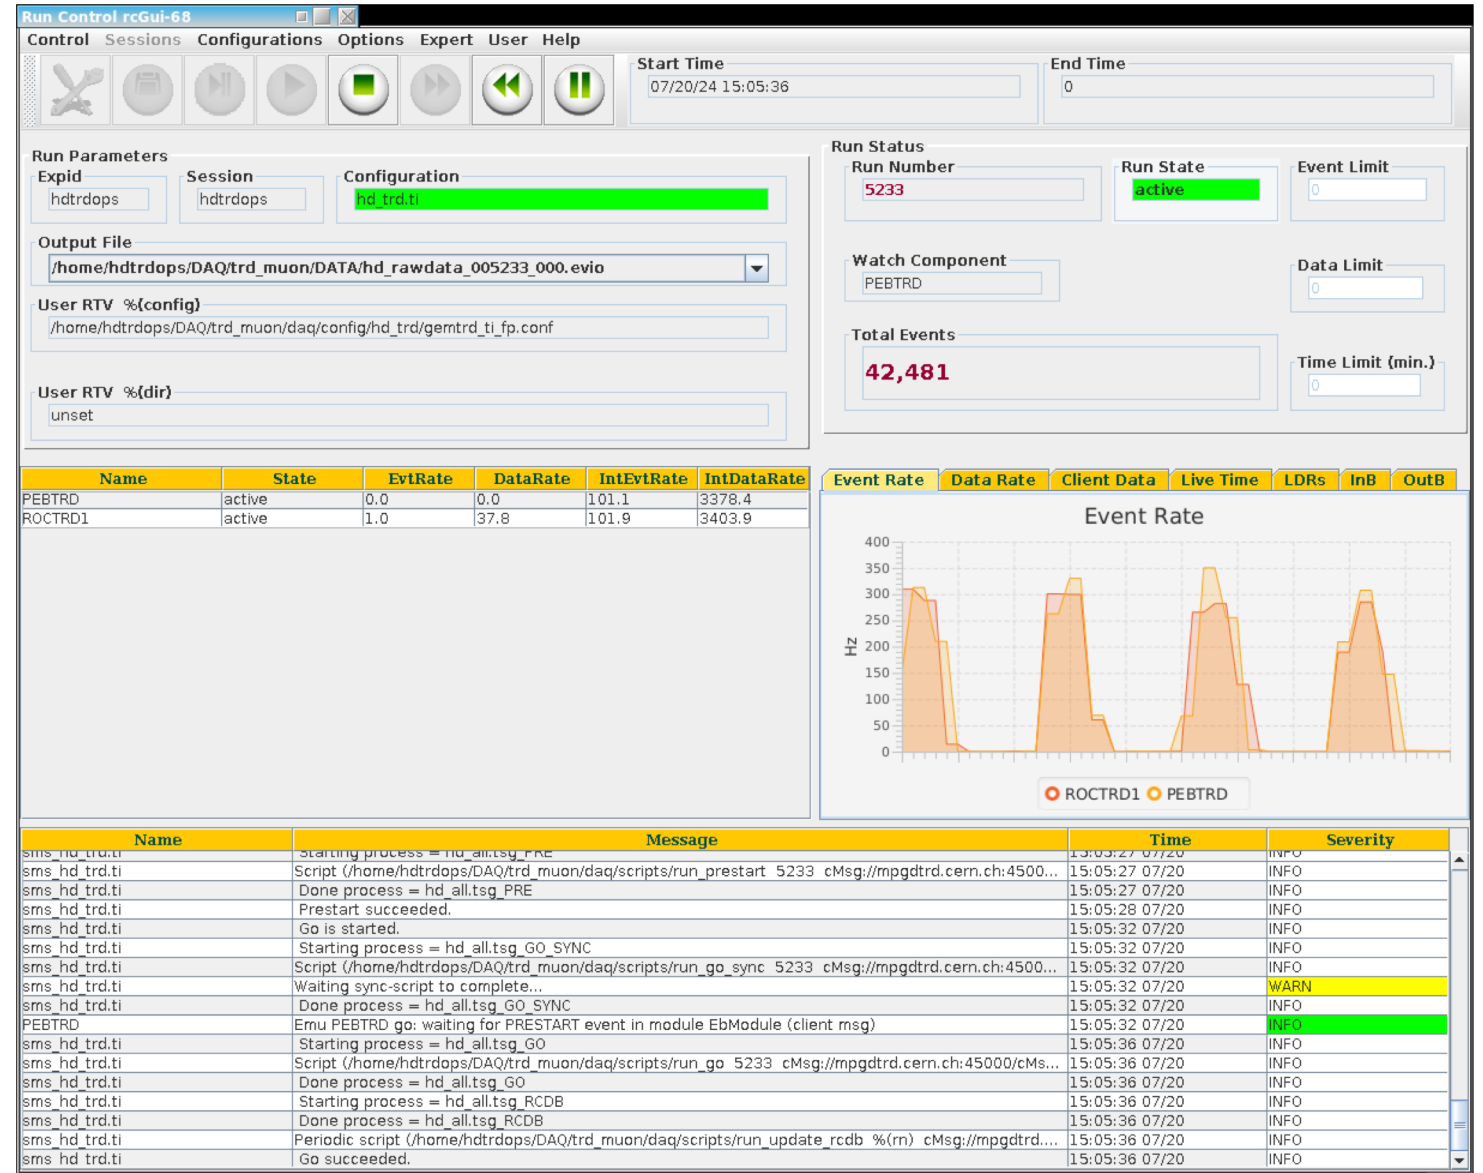 Run Control rcGui-68
Control Sessions Configurations Options Expert User Help
Start Time
07/20/24 15:05:36
End Time
0
Run Parameters
Expid
hdtrdops
Session
hdtrdops
Configuration
hd_trd.ti
Output File
/home/hdtrdops/DAQ/trd_muon/DATA/hd_rawdata_005233_000.evio
User RTV %(config)
/home/hdtrdops/DAQ/trd_muon/daq/config/hd_trd/gemtrd_ti_fp.conf
User RTV %(dir)
unset
Run Status
Run Number
5233
Run State
active
Event Limit
0
Watch Component
PEBTRD
Data Limit
0
Total Events
42,481
Time Limit (min.)
0
Name State EvtRate DataRate IntEvtRate IntDataRate
PEBTRD active 0.0 0.0 101.1 3378.4
ROCTRD1 active 1.0 37.8 101.9 3403.9
Event Rate Data Rate Client Data Live Time LDRs InB OutB
Event Rate
400
350
300
250
200
150
100
50
0
Hz
ROCTRD1 PEBTRD
Name Message Time Severity
sms_hd_trd.ti Starting process = hd_all.tsg_PRE 15:05:27 07/20 INFO
sms_hd_trd.ti Script (/home/hdtrdops/DAQ/trd_muon/daq/scripts/run_prestart 5233 cMsg://mpgdtrd.cern.ch:4500... 15:05:27 07/20 INFO
sms_hd_trd.ti Done process = hd_all.tsg_PRE 15:05:27 07/20 INFO
sms_hd_trd.ti Prestart succeeded. 15:05:28 07/20 INFO
sms_hd_trd.ti Go is started. 15:05:32 07/20 INFO
sms_hd_trd.ti Starting process = hd_all.tsg_GO_SYNC 15:05:32 07/20 INFO
sms_hd_trd.ti Script (/home/hdtrdops/DAQ/trd_muon/daq/scripts/run_go_sync 5233 cMsg://mpgdtrd.cern.ch:4500... 15:05:32 07/20 INFO
sms_hd_trd.ti Waiting sync-script to complete... 15:05:32 07/20 WARN
sms_hd_trd.ti Done process = hd_all.tsg_GO_SYNC 15:05:32 07/20 INFO
PEBTRD Emu PEBTRD go: waiting for PRESTART event in module EbModule (client msg) 15:05:32 07/20 INFO
sms_hd_trd.ti Starting process = hd_all.tsg_GO 15:05:36 07/20 INFO
sms_hd_trd.ti Script (/home/hdtrdops/DAQ/trd_muon/daq/scripts/run_go 5233 cMsg://mpgdtrd.cern.ch:45000/cMs... 15:05:36 07/20 INFO
sms_hd_trd.ti Done process = hd_all.tsg_GO 15:05:36 07/20 INFO
sms_hd_trd.ti Starting process = hd_all.tsg_RCDB 15:05:36 07/20 INFO
sms_hd_trd.ti Done process = hd_all.tsg_RCDB 15:05:36 07/20 INFO
sms_hd_trd.ti Periodic script (/home/hdtrdops/DAQ/trd_muon/daq/scripts/run_update_rcdb %(rn) cMsg://mpgdtrd.... 15:05:36 07/20 INFO
sms_hd_trd.ti Go succeeded. 15:05:36 07/20 INFO